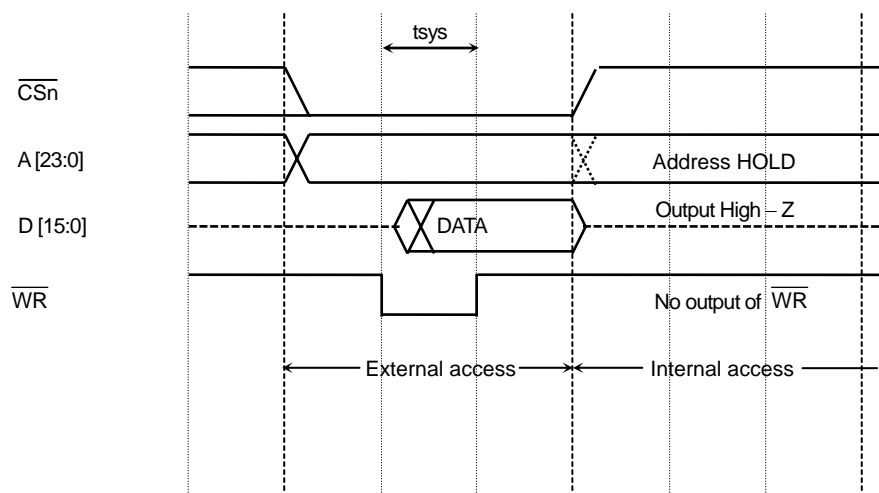 tsys
CSn
A [23:0]
Address HOLD
D [15:0]
DATA
Output High – Z
WR
No output of WR
External access
Internal access